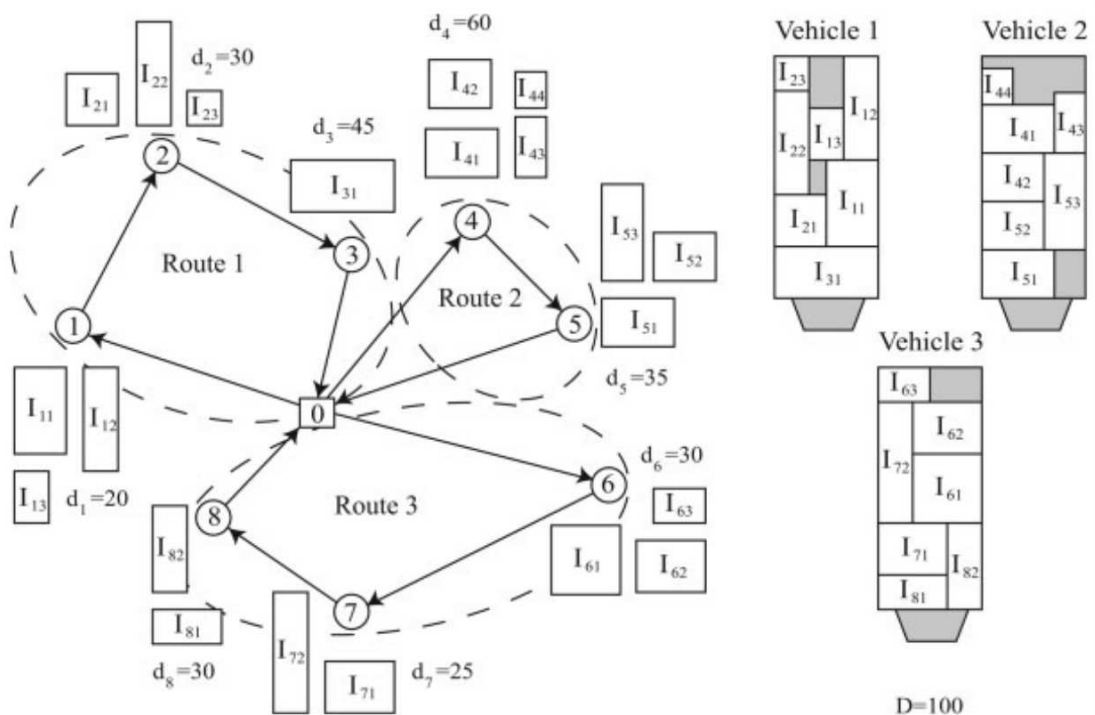 d₄=60
Vehicle 1
Vehicle 2
I₂₂
d₂=30
I₂₁
I₂₃
I₄₂
I₄₄
I₂₃
I₁₂
I₄₄
d₃=45
I₄₁
I₄₃
I₂₂
I₁₃
I₄₁
I₄₃
2
I₃₁
I₄₂
I₅₃
I₂₁
I₁₁
I₅₂
4
I₅₃
I₅₂
3
Route 1
I₃₁
I₅₁
Route 2
1
5
I₅₁
Vehicle 3
d₅=35
I₁₁
I₁₂
0
I₆₃
I₆₂
I₇₂
d₆=30
I₁₃
d₁=20
Route 3
6
I₆₃
I₆₁
8
I₈₂
I₆₁
I₆₂
I₇₁
I₈₂
I₈₁
7
I₈₁
I₇₂
d₈=30
I₇₁
d₇=25
D=100